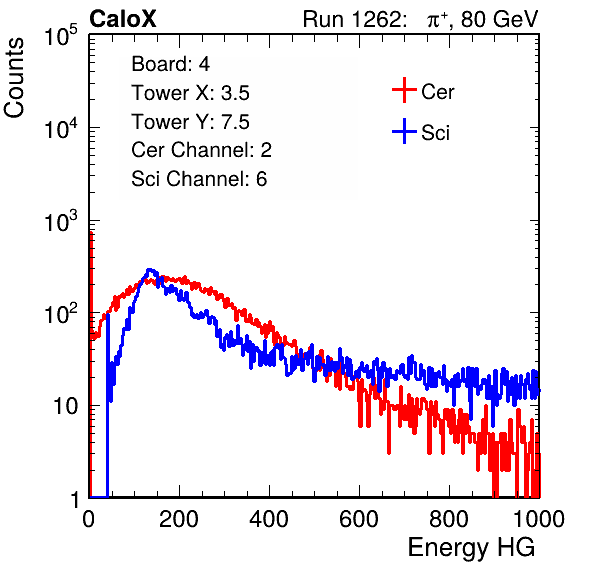 CaloX Run 1262: π⁺, 80 GeV
Counts
10⁵
10⁴
10³
10²
10
1
Board: 4
Tower X: 3.5
Tower Y: 7.5
Cer Channel: 2
Sci Channel: 6
Cer
Sci
0 200 400 600 800 1000
Energy HG